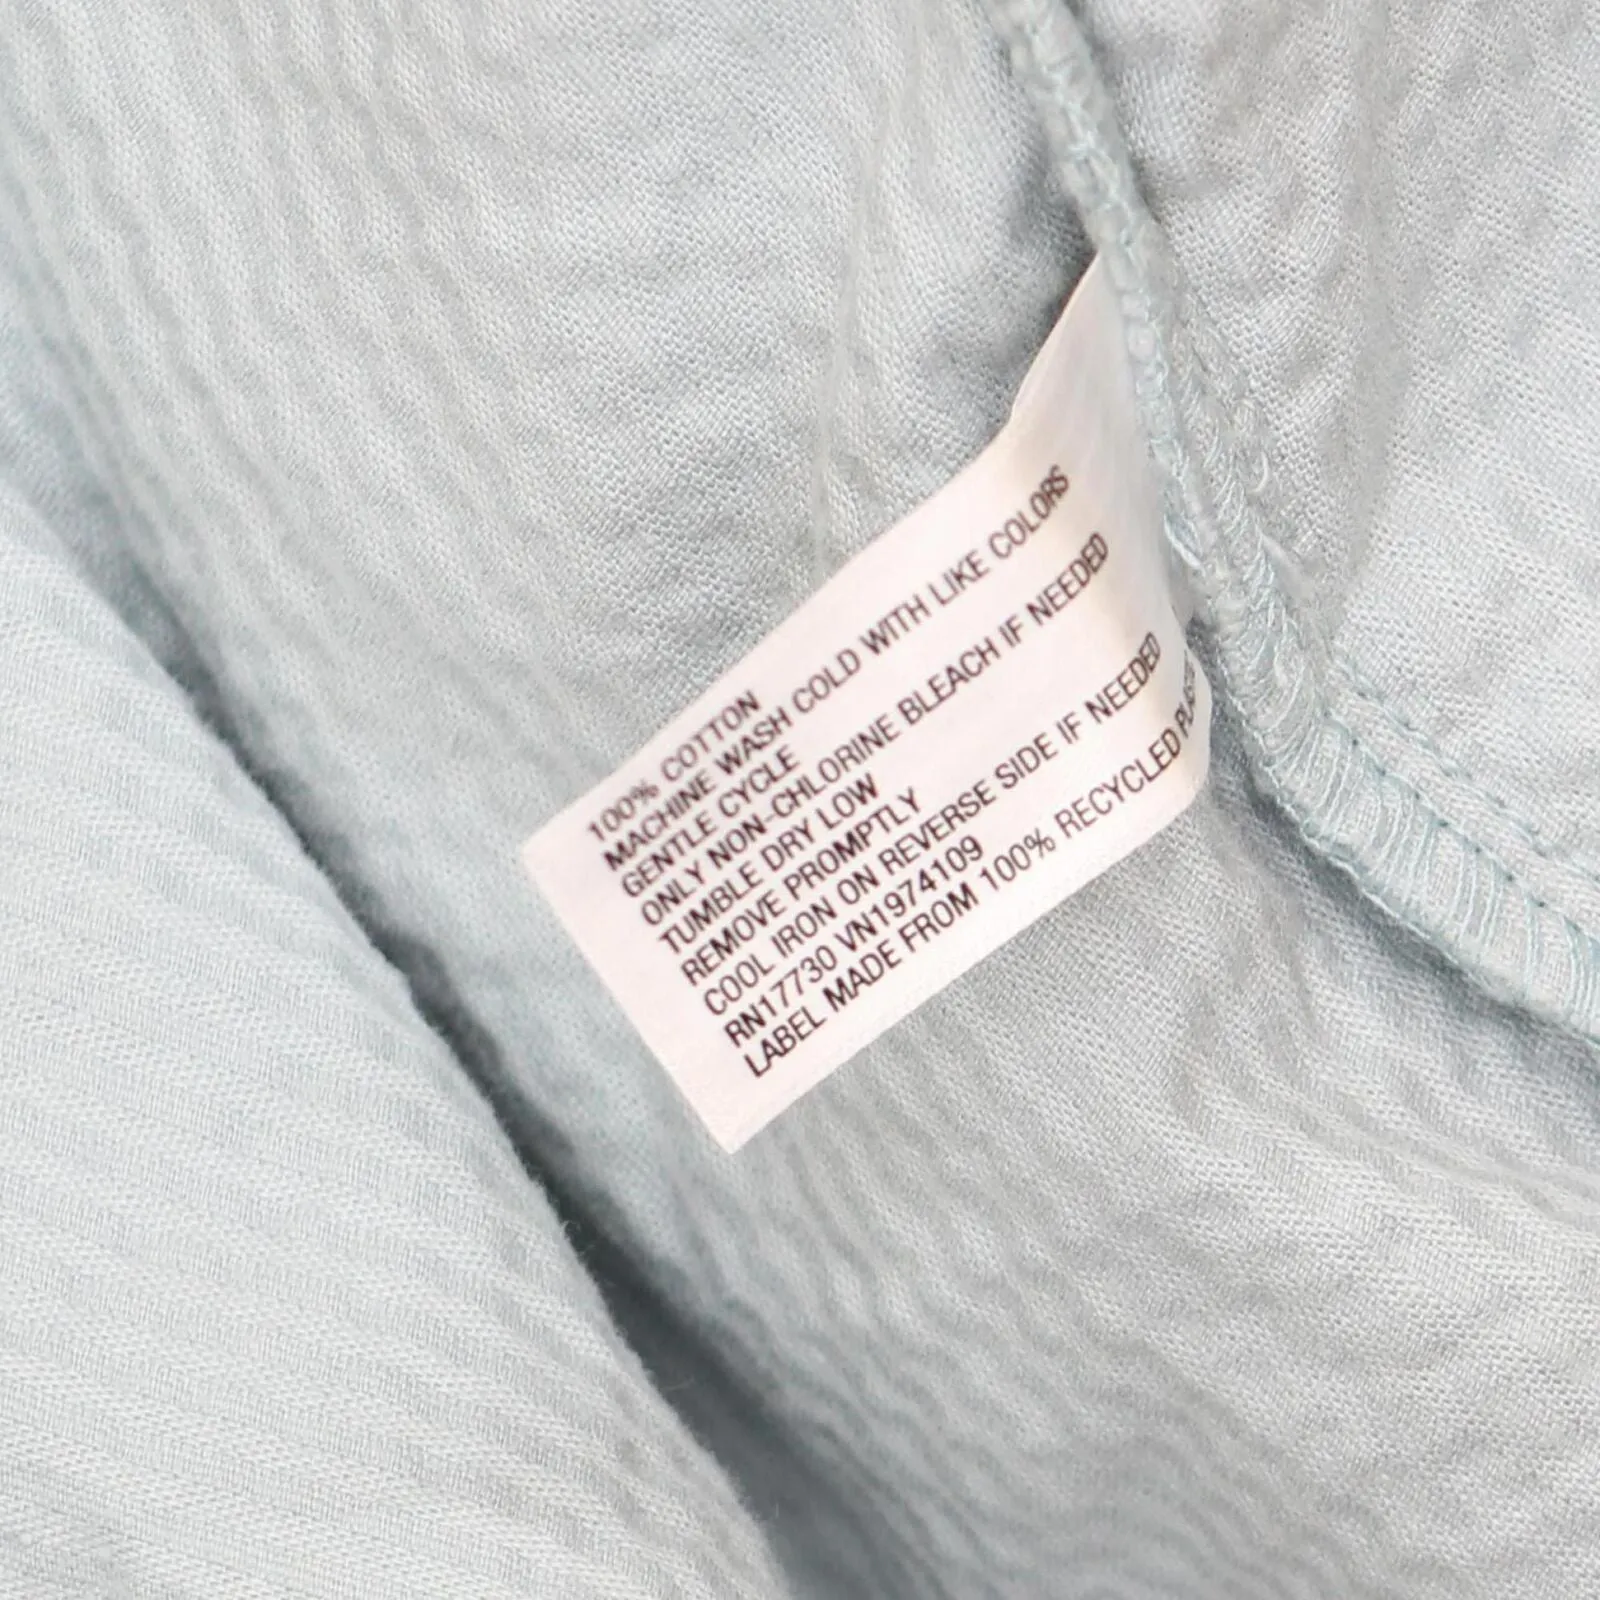 100% COTTON
MACHINE WASH COLD WITH LIKE COLORS
GENTLE CYCLE
ONLY NON-CHLORINE BLEACH IF NEEDED
TUMBLE DRY LOW
REMOVE PROMPTLY
COOL IRON ON REVERSE SIDE IF NEEDED
RN17730 VN1974109
LABEL MADE FROM 100% RECYCLED